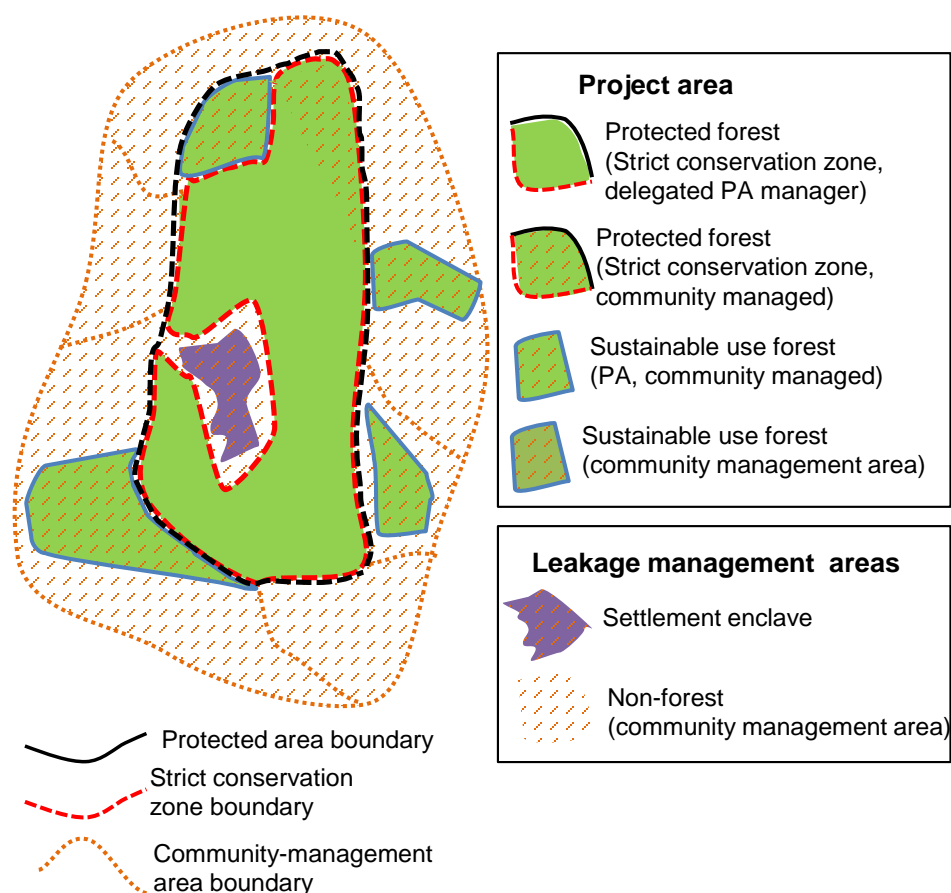 Project area
Protected forest
(Strict conservation zone,
delegated PA manager)
Protected forest
(Strict conservation zone,
community managed)
Sustainable use forest
(PA, community managed)
Sustainable use forest
(community management area)
Leakage management areas
Settlement enclave
Non-forest
(community management area)
Protected area boundary
Strict conservation
zone boundary
Community-management
area boundary